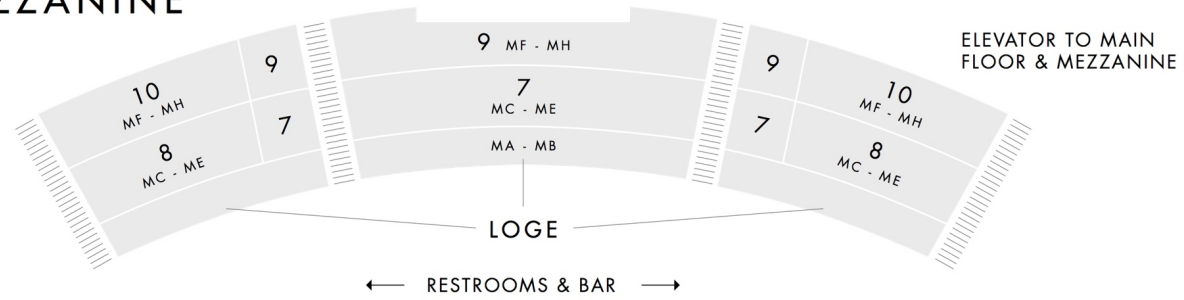 ZZANINE
ELEVATOR TO MAIN
FLOOR & MEZZANINE
10
MF - MH
9
9 MF - MH
9
10
MF - MH
8
MC - ME
7
7
MC - ME
7
8
MC - ME
MA - MB
LOGE
RESTROOMS & BAR